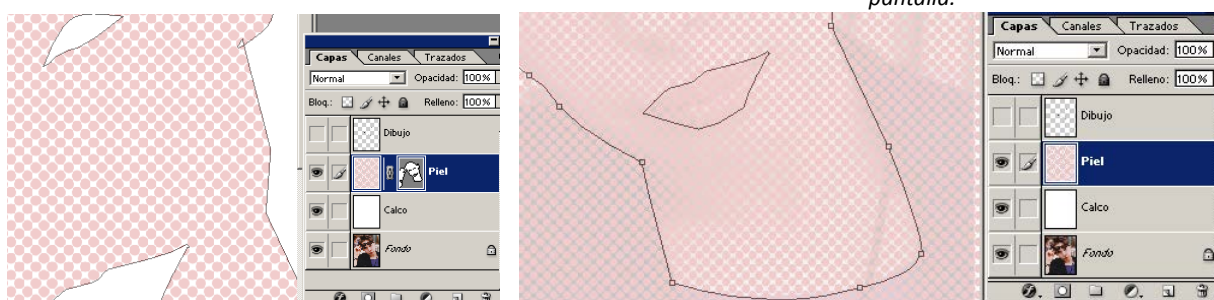 pantalla.
Capas Canales Trazados
Normal Opacidad: 100%
Bloq.: Relleno: 100%
Dibujo
Piel
Calco
Fondo
Capas Canales Trazados
Normal Opacidad: 100%
Bloq.: Relleno: 100%
Dibujo
Piel
Calco
Fondo